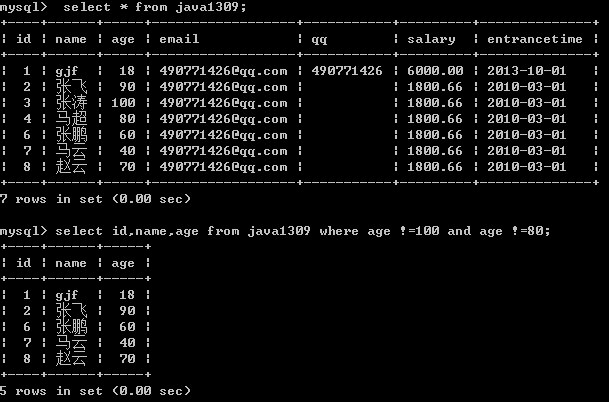 mysql>  select * from java1309;
+----+------+-----+------------------+-----------+---------+--------------+
| id | name | age | email            | qq        | salary  | entrancetime |
+----+------+-----+------------------+-----------+---------+--------------+
|  1 | gjf  |  18 | 490771426@qq.com | 490771426 | 6000.00 | 2013-10-01   |
|  2 | 张飞 |  90 | 490771426@qq.com |           | 1800.66 | 2010-03-01   |
|  3 | 张涛 | 100 | 490771426@qq.com |           | 1800.66 | 2010-03-01   |
|  4 | 马超 |  80 | 490771426@qq.com |           | 1800.66 | 2010-03-01   |
|  6 | 张鹏 |  60 | 490771426@qq.com |           | 1800.66 | 2010-03-01   |
|  7 | 马云 |  40 | 490771426@qq.com |           | 1800.66 | 2010-03-01   |
|  8 | 赵云 |  70 | 490771426@qq.com |           | 1800.66 | 2010-03-01   |
+----+------+-----+------------------+-----------+---------+--------------+
7 rows in set (0.00 sec)
mysql> select id,name,age from java1309 where age !=100 and age !=80;
+----+------+-----+
| id | name | age |
+----+------+-----+
|  1 | gjf  |  18 |
|  2 | 张飞 |  90 |
|  6 | 张鹏 |  60 |
|  7 | 马云 |  40 |
|  8 | 赵云 |  70 |
+----+------+-----+
5 rows in set (0.00 sec)